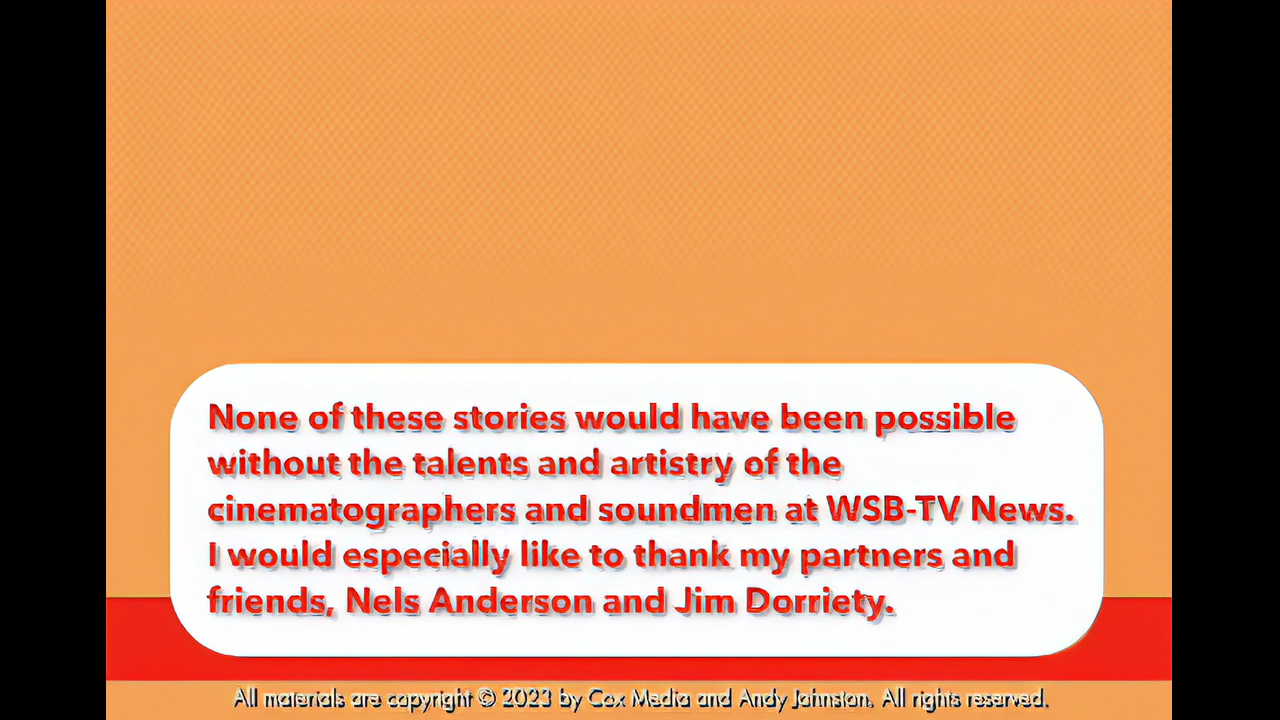 None of these stories would have been possible
without the talents and artistry of the
cinematographers and soundmen at WSB-TV News.
I would especially like to thank my partners and
friends, Nels Anderson and Jim Dorriety.
All materials are copyright © 2023 by Cox Media and Andy Johnston. All rights reserved.